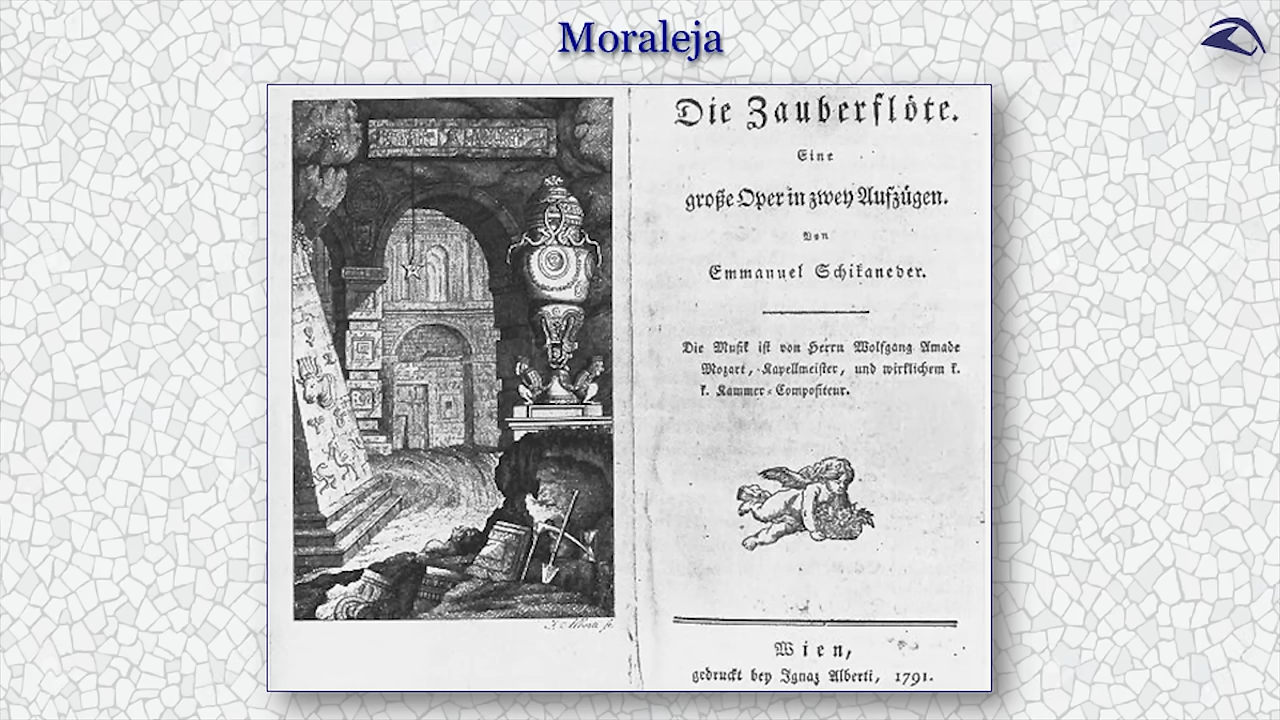 Moraleja
Die Zauberflöte.
Eine
große Oper in zwey Aufzügen.
Von
Emmanuel Schikaneder.
Die Musik ist von Herrn Wolfgang Amade
Mozart, Kapellmeister, und wirklichem k.
k. Kammer-Compositeur.
Wien,
gedruckt bey Ignaz Alberti, 1791.